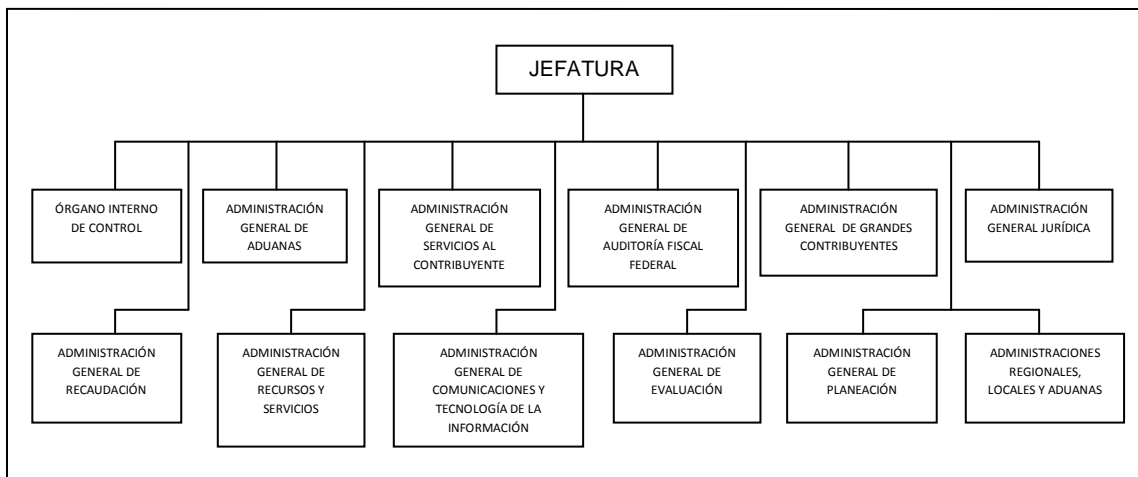 JEFATURA
ÓRGANO INTERNO
DE CONTROL
ADMINISTRACIÓN
GENERAL DE
ADUANAS
ADMINISTRACIÓN
GENERAL DE
SERVICIOS AL
CONTRIBUYENTE
ADMINISTRACIÓN
GENERAL DE
AUDITORÍA FISCAL
FEDERAL
ADMINISTRACIÓN
GENERAL DE GRANDES
CONTRIBUYENTES
ADMINISTRACIÓN
GENERAL JURÍDICA
ADMINISTRACIÓN
GENERAL DE
RECAUDACIÓN
ADMINISTRACIÓN
GENERAL DE
RECURSOS Y
SERVICIOS
ADMINISTRACIÓN
GENERAL DE
COMUNICACIONES Y
TECNOLOGÍA DE LA
INFORMACIÓN
ADMINISTRACIÓN
GENERAL DE
EVALUACIÓN
ADMINISTRACIÓN
GENERAL DE
PLANEACIÓN
ADMINISTRACIONES
REGIONALES,
LOCALES Y ADUANAS